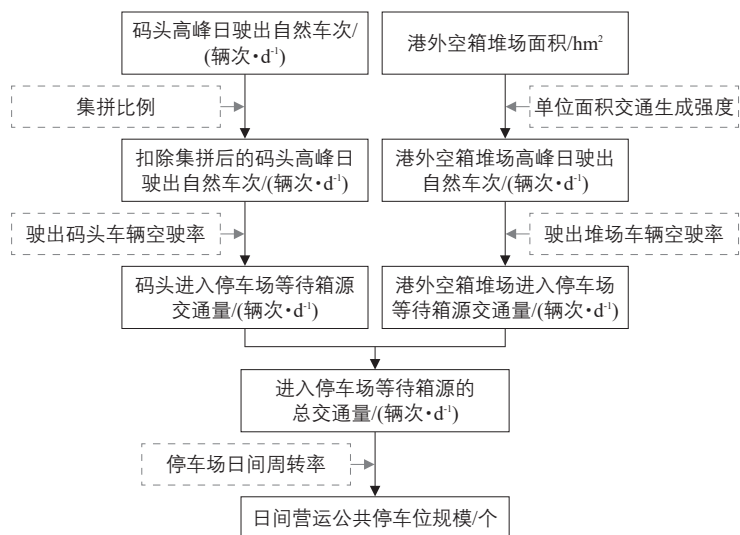 码头高峰日驶出自然车次/
(辆次·d⁻¹)
港外空箱堆场面积/hm²
集拼比例
单位面积交通生成强度
扣除集拼后的码头高峰日
驶出自然车次/(辆次·d⁻¹)
港外空箱堆场高峰日驶出
自然车次/(辆次·d⁻¹)
驶出码头车辆空驶率
驶出堆场车辆空驶率
码头进入停车场等待箱源
交通量/(辆次·d⁻¹)
港外空箱堆场进入停车场
等待箱源交通量/(辆次·d⁻¹)
进入停车场等待箱源的
总交通量/(辆次·d⁻¹)
停车场日间周转率
日间营运公共停车位规模/个